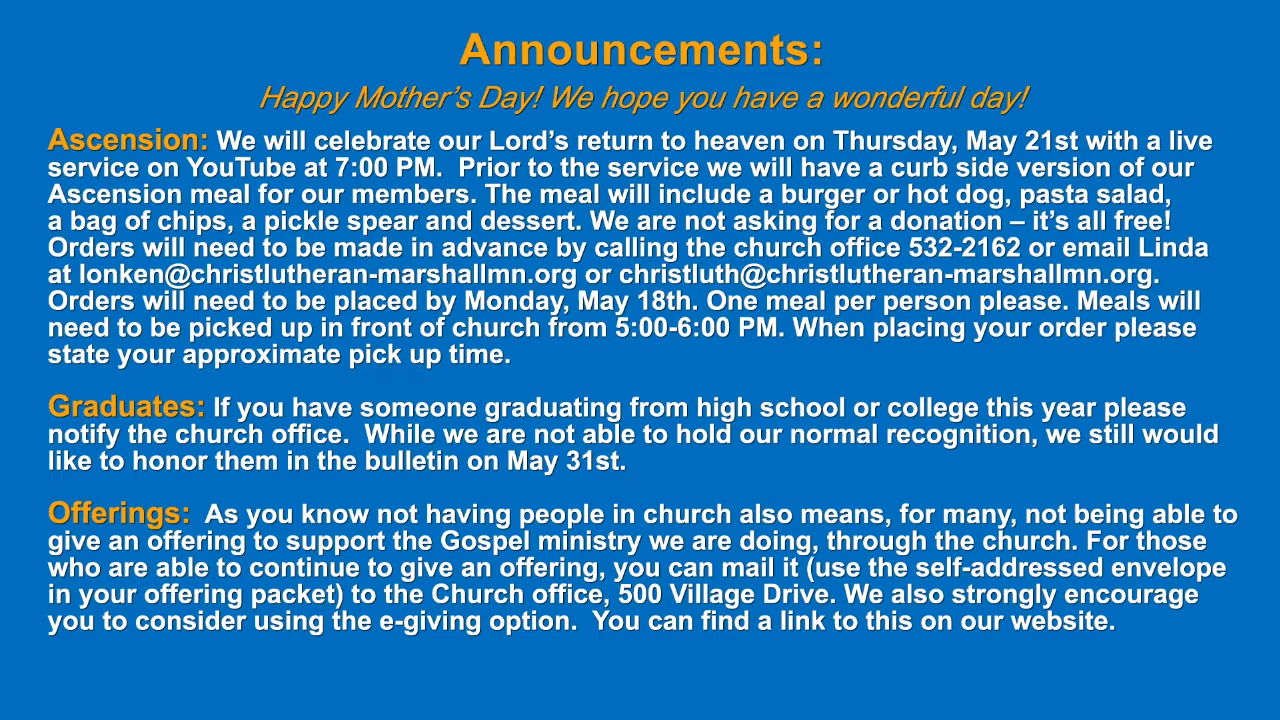 Announcements:
Happy Mother's Day! We hope you have a wonderful day!
Ascension: We will celebrate our Lord's return to heaven on Thursday, May 21st with a live
service on YouTube at 7:00 PM.  Prior to the service we will have a curb side version of our
Ascension meal for our members. The meal will include a burger or hot dog, pasta salad,
a bag of chips, a pickle spear and dessert. We are not asking for a donation – it's all free!
Orders will need to be made in advance by calling the church office 532-2162 or email Linda
at lonken@christlutheran-marshallmn.org or christluth@christlutheran-marshallmn.org.
Orders will need to be placed by Monday, May 18th. One meal per person please. Meals will
need to be picked up in front of church from 5:00-6:00 PM. When placing your order please
state your approximate pick up time.
Graduates: If you have someone graduating from high school or college this year please
notify the church office.  While we are not able to hold our normal recognition, we still would
like to honor them in the bulletin on May 31st.
Offerings:  As you know not having people in church also means, for many, not being able to
give an offering to support the Gospel ministry we are doing, through the church. For those
who are able to continue to give an offering, you can mail it (use the self-addressed envelope
in your offering packet) to the Church office, 500 Village Drive. We also strongly encourage
you to consider using the e-giving option.  You can find a link to this on our website.